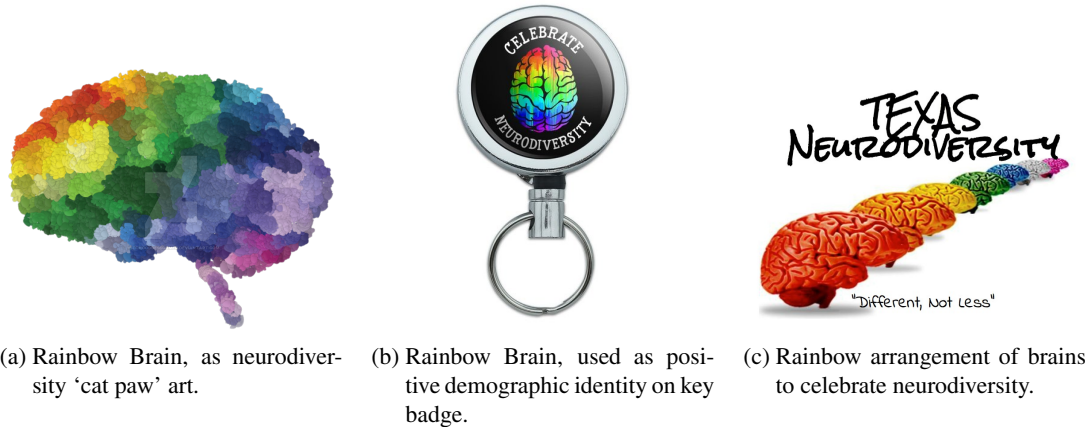 CELEBRATE
NEURODIVERSITY
TEXAS
NEURODIVERSITY
"Different, Not Less"
(a) Rainbow Brain, as neurodiver-
sity ‘cat paw’ art.
(b) Rainbow Brain, used as posi-
tive demographic identity on key
badge.
(c) Rainbow arrangement of brains
to celebrate neurodiversity.